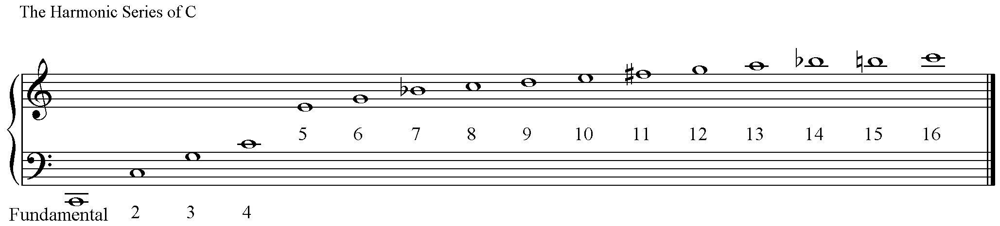 The Harmonic Series of C
5 6 7 8 9 10 11 12 13 14 15 16
Fundamental 2 3 4